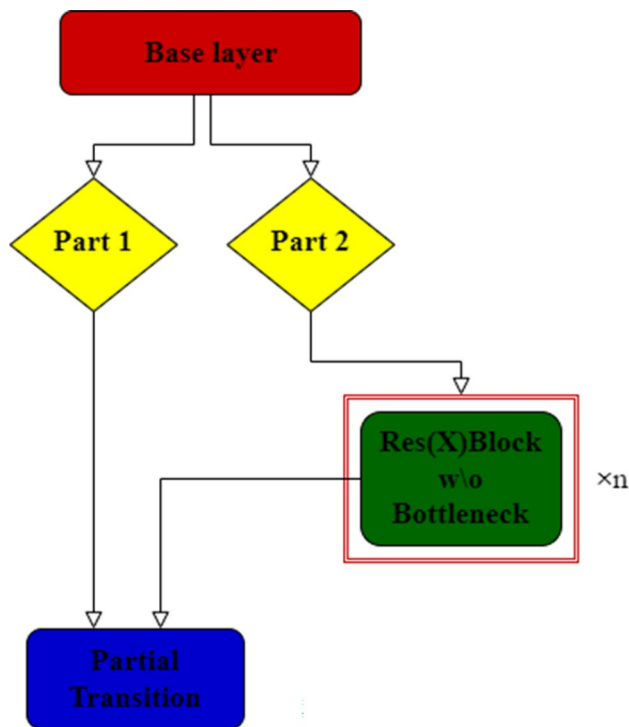 Base layer
Part 1
Part 2
Res(X)Block
w\o
Bottleneck
×n
Partial
Transition